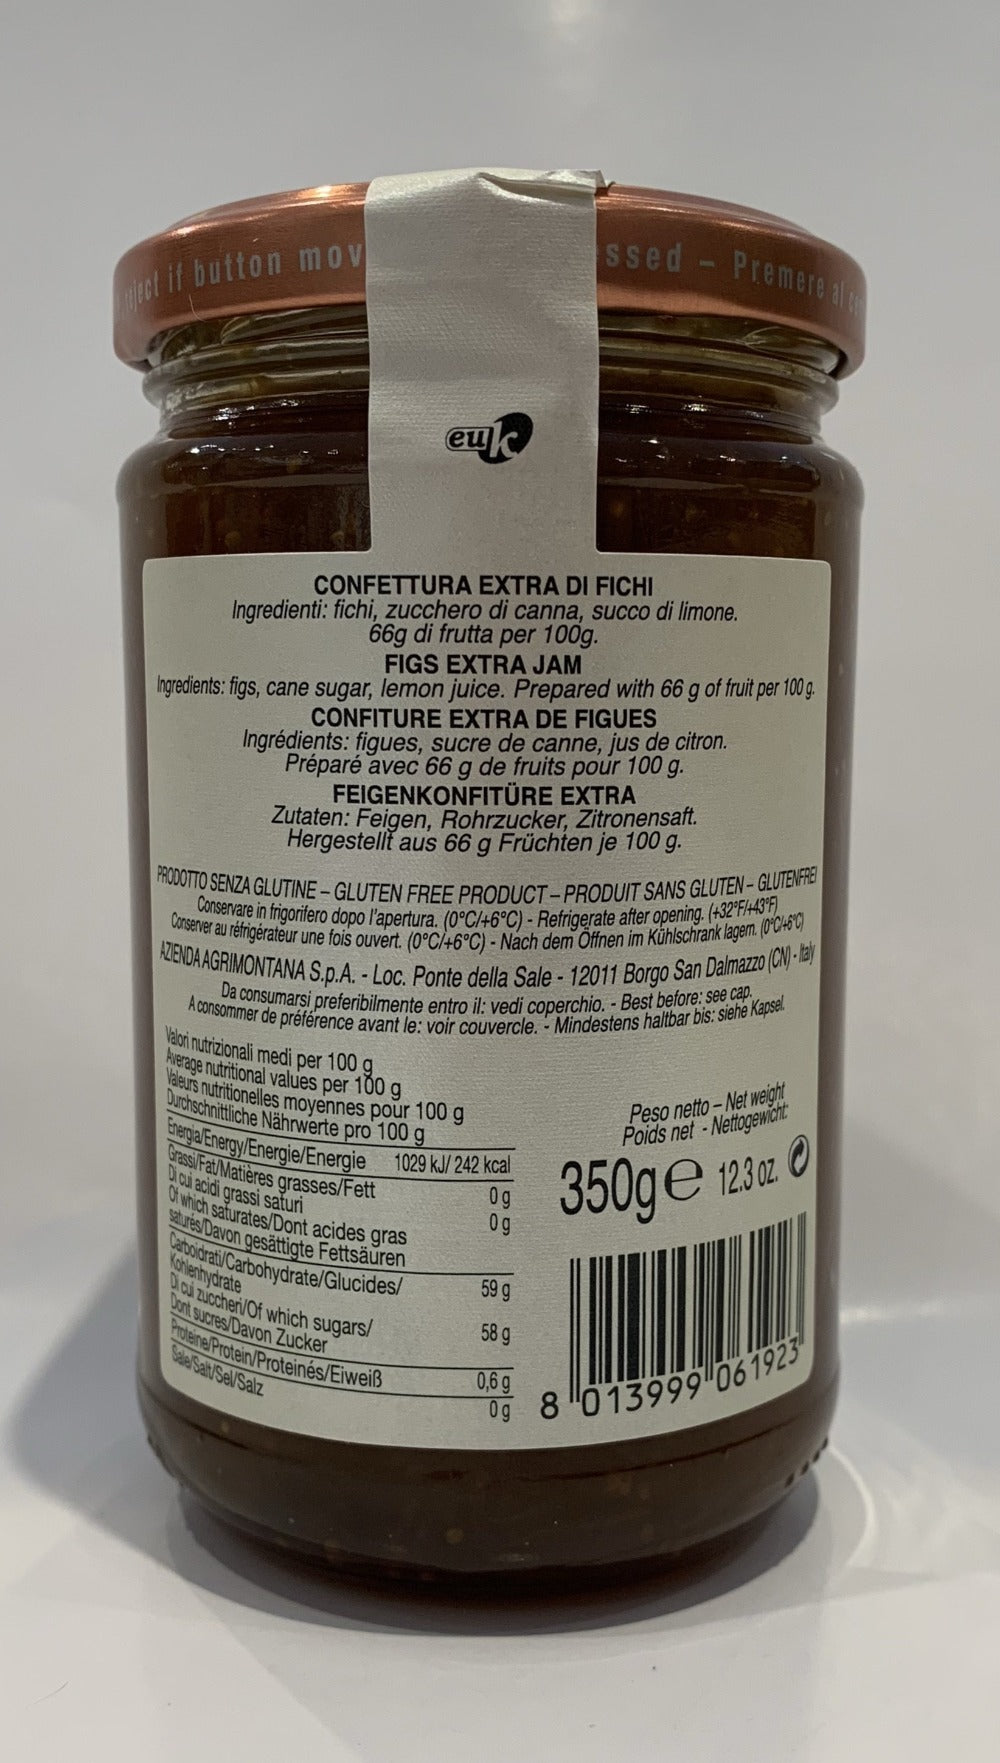 ject if button mov
ssed – Premere al
euk
CONFETTURA EXTRA DI FICHI
Ingredienti: fichi, zucchero di canna, succo di limone.
66g di frutta per 100g.
FIGS EXTRA JAM
Ingredients: figs, cane sugar, lemon juice. Prepared with 66 g of fruit per 100 g.
CONFITURE EXTRA DE FIGUES
Ingrédients: figues, sucre de canne, jus de citron.
Préparé avec 66 g de fruits pour 100 g.
FEIGENKONFITÜRE EXTRA
Zutaten: Feigen, Rohrzucker, Zitronensaft.
Hergestellt aus 66 g Früchten je 100 g.
PRODOTTO SENZA GLUTINE – GLUTEN FREE PRODUCT – PRODUIT SANS GLUTEN – GLUTENFREI
Conservare in frigorifero dopo l'apertura. (0°C/+6°C) - Refrigerate after opening. (+32°F/+43°F)
Conserver au réfrigérateur une fois ouvert. (0°C/+6°C) - Nach dem Öffnen im Kühlschrank lagern. (0°C/+6°C)
AZIENDA AGRIMONTANA S.p.A. - Loc. Ponte della Sale - 12011 Borgo San Dalmazzo (CN) - Italy
Da consumarsi preferibilmente entro il: vedi coperchio. - Best before: see cap.
A consommer de préférence avant le: voir couvercle. - Mindestens haltbar bis: siehe Kapsel.
Valori nutrizionali medi per 100 g
Average nutritional values per 100 g
Valeurs nutritionelles moyennes pour 100 g
Durchschnittliche Nährwerte pro 100 g
Energia/Energy/Energie/Energie 1029 kJ/ 242 kcal
Grassi/Fat/Matières grasses/Fett 0 g
Di cui acidi grassi saturi 0 g
Of which saturates/Dont acides gras
saturés/Davon gesättigte Fettsäuren
Carboidrati/Carbohydrate/Glucides/ 59 g
Kohlenhydrate
Di cui zuccheri/Of which sugars/ 58 g
Dont sucres/Davon Zucker
Proteine/Protein/Proteinés/Eiweiß 0,6 g
Sale/Salt/Sel/Salz 0 g
Peso netto – Net weight
Poids net - Nettogewicht:
350g e 12.3 oz.
8 013999 061923